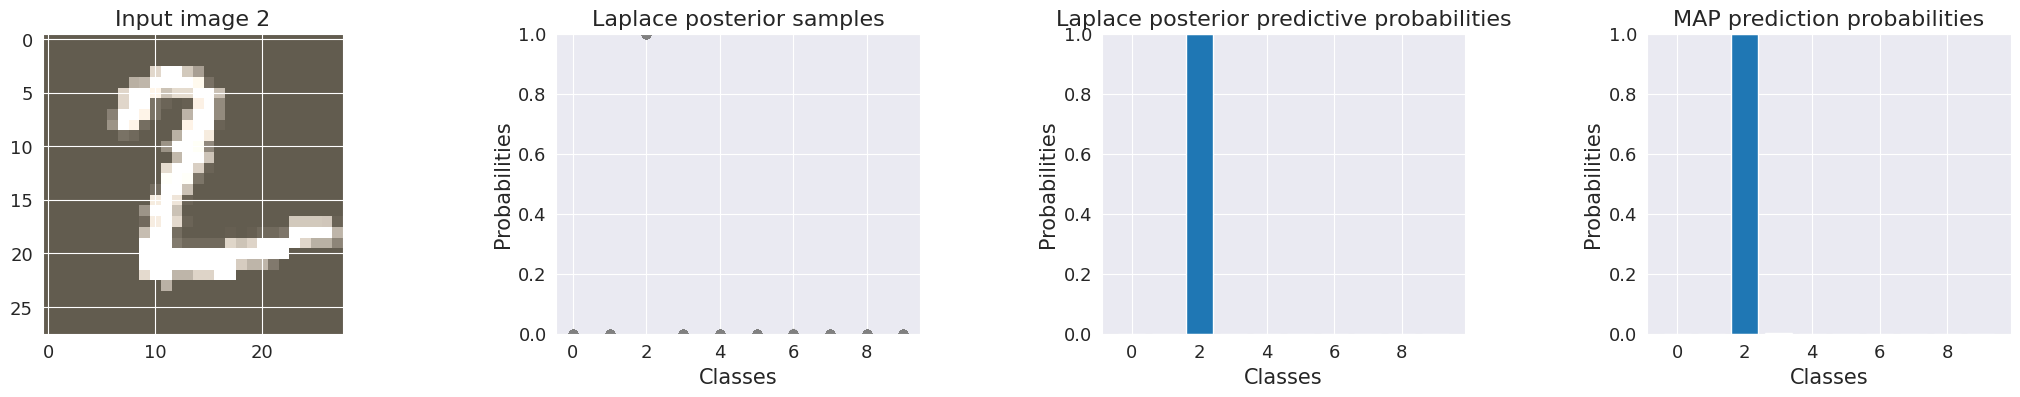 Input image 2
0
5
10
15
20
25
0 10 20
2
Laplace posterior samples
Probabilities
1.0
0.8
0.6
0.4
0.2
0.0
0 2 4 6 8
Classes
Laplace posterior predictive probabilities
Probabilities
1.0
0.8
0.6
0.4
0.2
0.0
0 2 4 6 8
Classes
MAP prediction probabilities
Probabilities
1.0
0.8
0.6
0.4
0.2
0.0
0 2 4 6 8
Classes